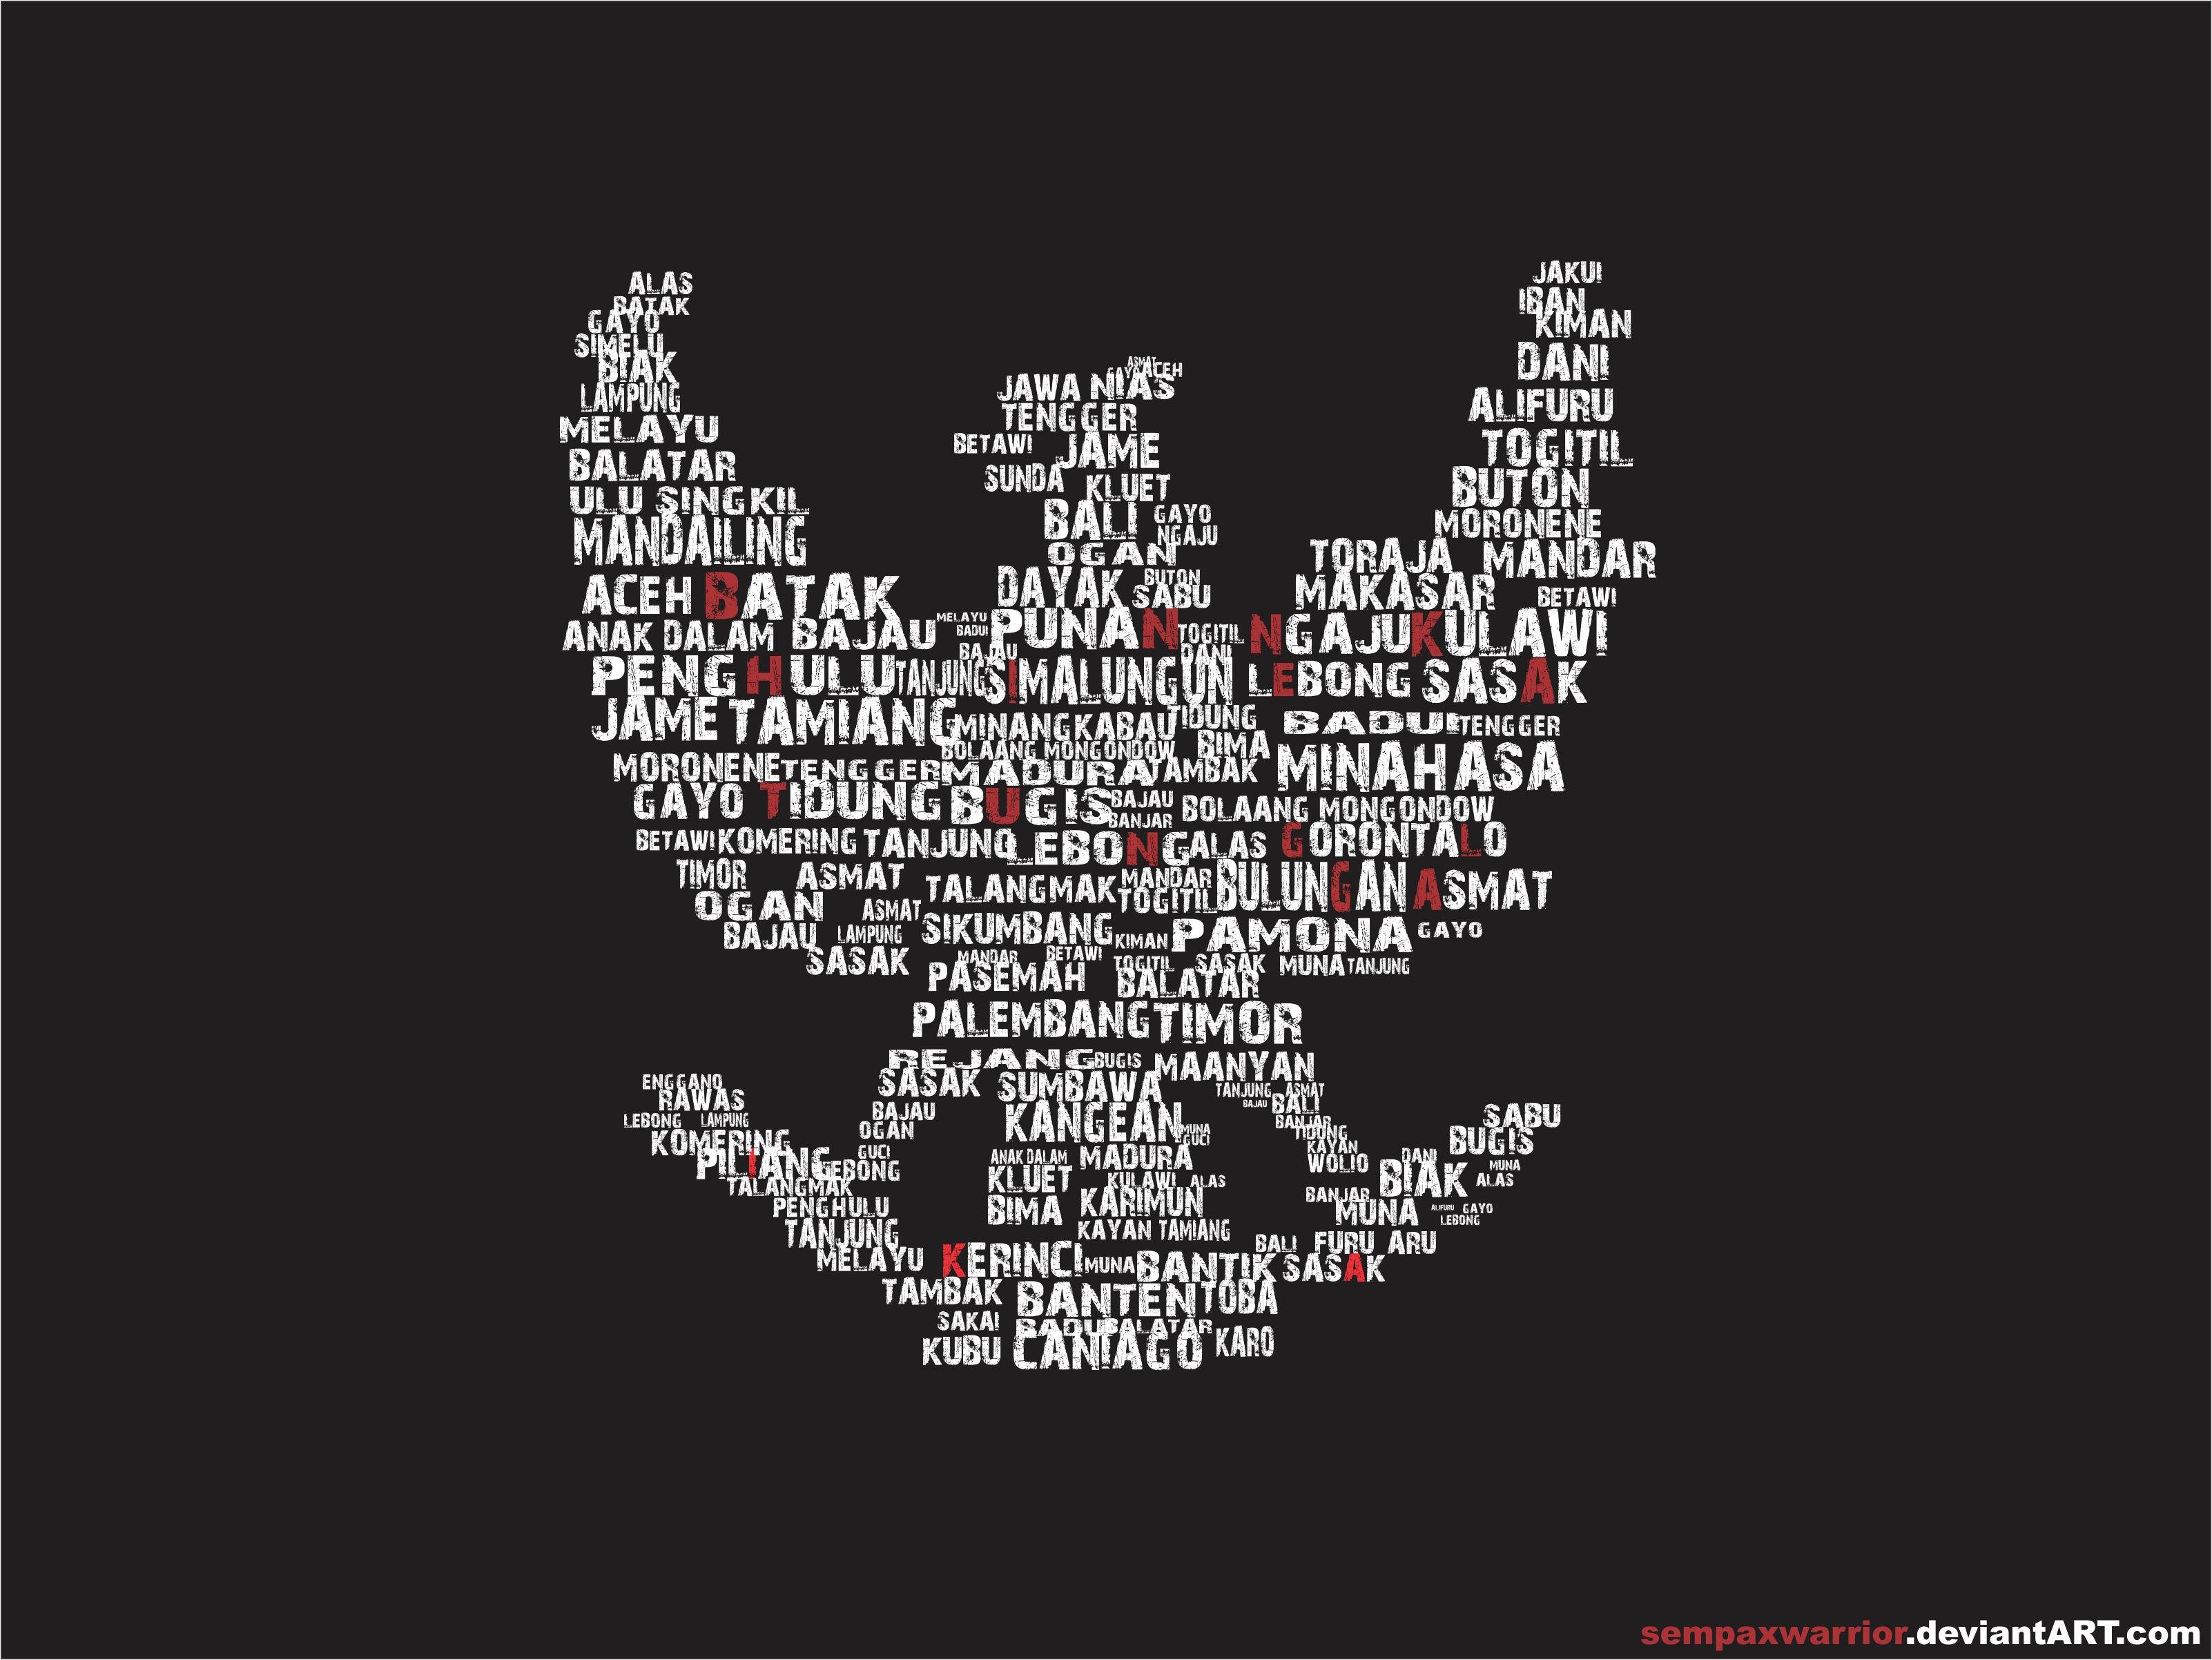 ALAS
BATAK
GAYO
SIMELU
BIAK
LAMPUNG
MELAYU
BALATAR
ULU SINGKIL
MANDAILING
ACEH BATAK
ANAK DALAM BAJAU
PENGHULU TANJUNG
JAME TAMIANG
MORONENE TENGGER
GAYO TIDUNG
BETAWI KOMERING TANJUNG
TIMOR ASMAT
OGAN ASMAT
BAJAU LAMPUNG
SASAK
ASMAT
GAYO ACEH
JAWA NIAS
TENGGER
BETAWI JAME
SUNDA KLUET
BALI GAYO
NGAJU
OGAN
DAYAK BUTON
SABU
MELAYU
BADUI PUNAN TOGITIL
BAJAU DANI
SIMALUNGUN
MINANGKABAU TIDUNG
BOLAANG MONGONDOW BIMA
MADURA TAMBAK
BUGIS BAJAU
BANJAR
LEBONG ALAS
TALANGMAK MANDAR
TOGITIL
SIKUMBANG KIMAN PAMONA GAYO
MANDAR BETAWI TOGITIL SASAK MUNA TANJUNG
PASEMAH BALATAR
JAKUI
IBAN
KIMAN
DANI
ALIFURU
TOGITIL
BUTON
MORONENE
TORAJA MANDAR
MAKASAR BETAWI
NGAJU KULAWI
LEBONG SASAK
BADUI TENGGER
MINAHASA
BOLAANG MONGONDOW
GORONTALO
BULUNGAN ASMAT
PALEMBANG TIMOR
REJANG BUGIS MAANYAN
SASAK SUMBAWA TANJUNG ASMAT
BAJAU BALI
BAJAU KANGEAN BANJAR
OGAN MUNA TIDUNG
GUCI KAYAN
GUCI ANAK DALAM MADURA WOLIO
LEBONG KLUET KULAWI ALAS
BIMA KARIMUN BANJAR
KAYAN TAMIANG
ENGGANO
RAWAS
LEBONG LAMPUNG
KOMERING
PILIANG
TALANGMAK
PENGHULU
TANJUNG
MELAYU
SABU
BUGIS
DANI MUNA
BIAK ALAS
MUNA ALIFURU GAYO
LEBONG
BALI FURU ARU
KERINCI MUNA BANTIK SASAK
TAMBAK BANTEN TOBA
SAKAI BADUI BALATAR
KUBU CANIAGO KARO
sempaxwarrior.deviantART.com